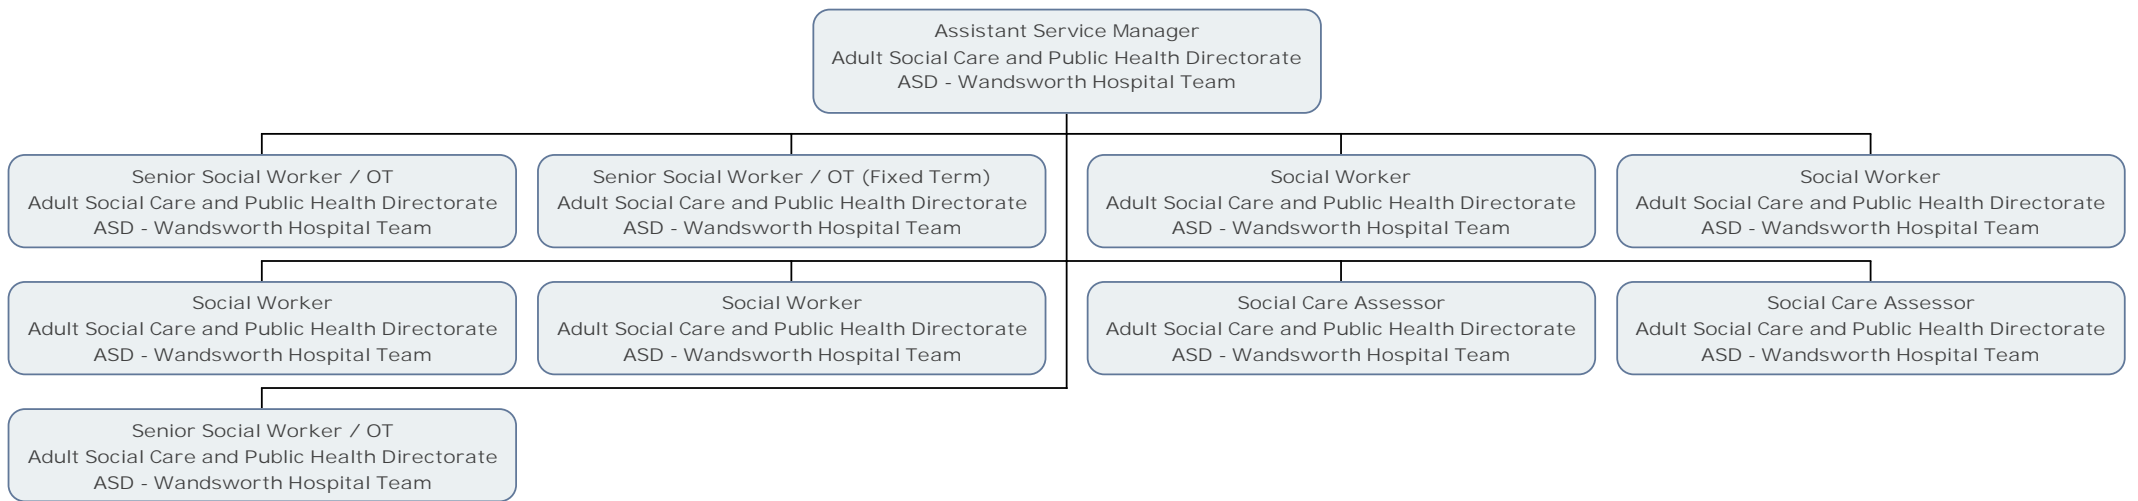 Assistant Service Manager
Adult Social Care and Public Health Directorate
ASD - Wandsworth Hospital Team
Senior Social Worker / OT
Adult Social Care and Public Health Directorate
ASD - Wandsworth Hospital Team
Senior Social Worker / OT (Fixed Term)
Adult Social Care and Public Health Directorate
ASD - Wandsworth Hospital Team
Social Worker
Adult Social Care and Public Health Directorate
ASD - Wandsworth Hospital Team
Social Worker
Adult Social Care and Public Health Directorate
ASD - Wandsworth Hospital Team
Social Worker
Adult Social Care and Public Health Directorate
ASD - Wandsworth Hospital Team
Social Worker
Adult Social Care and Public Health Directorate
ASD - Wandsworth Hospital Team
Social Care Assessor
Adult Social Care and Public Health Directorate
ASD - Wandsworth Hospital Team
Social Care Assessor
Adult Social Care and Public Health Directorate
ASD - Wandsworth Hospital Team
Senior Social Worker / OT
Adult Social Care and Public Health Directorate
ASD - Wandsworth Hospital Team